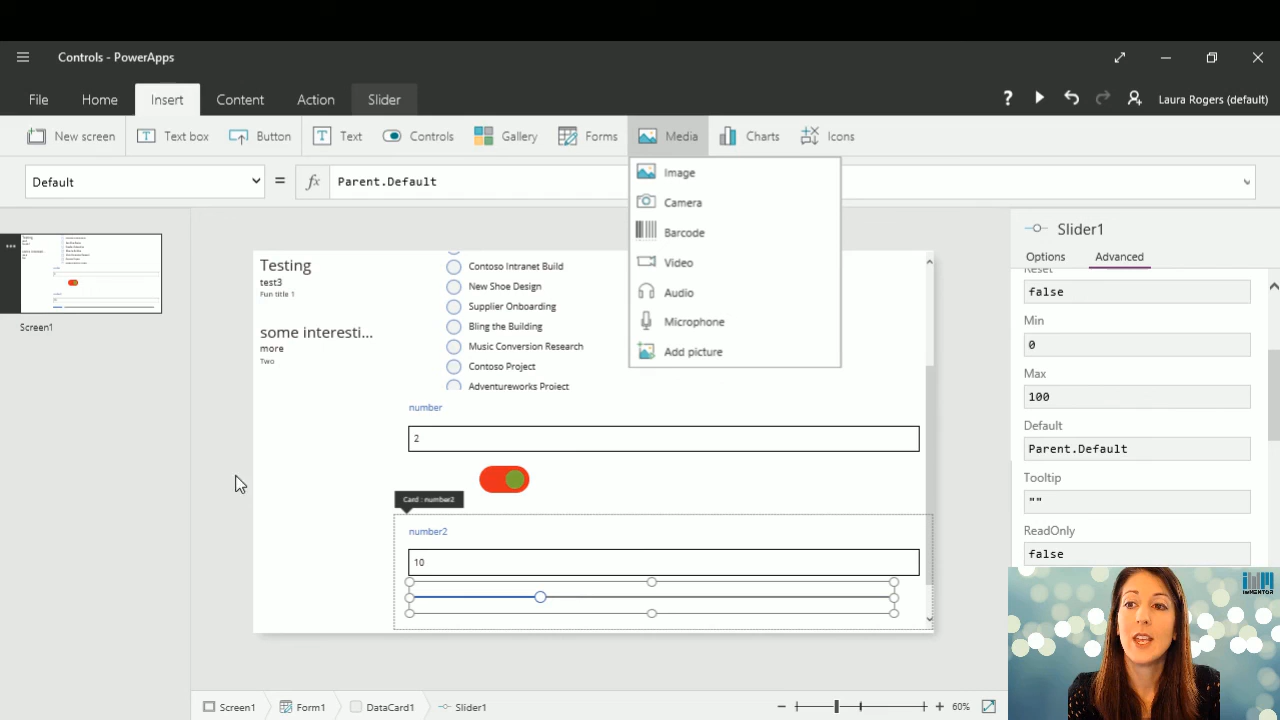 Controls - PowerApps
File Home Insert Content Action Slider
? Laura Rogers (default)
New screen Text box Button Text Controls Gallery Forms Media Charts Icons
Default = fx Parent.Default
Image
Camera
Barcode
Video
Audio
Microphone
Add picture
Screen1
Testing
test3
Fun title 1
some interesti...
more
Two
Contoso Intranet Build
New Shoe Design
Supplier Onboarding
Bling the Building
Music Conversion Research
Contoso Project
Adventureworks Project
number
2
Card : number2
number2
10
Slider1
Options Advanced
Reset
false
Min
0
Max
100
Default
Parent.Default
Tooltip
""
ReadOnly
false
Screen1 Form1 DataCard1 Slider1
60%
IWMENTOR